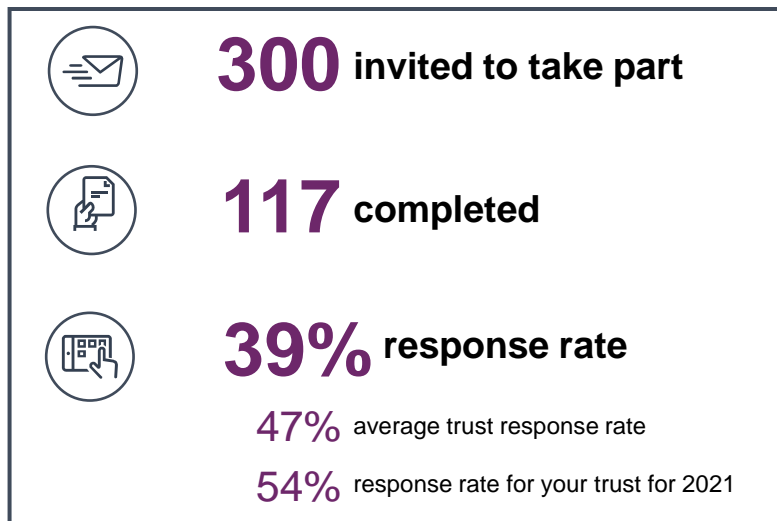 300 invited to take part
117 completed
39% response rate
47% average trust response rate
54% response rate for your trust for 2021